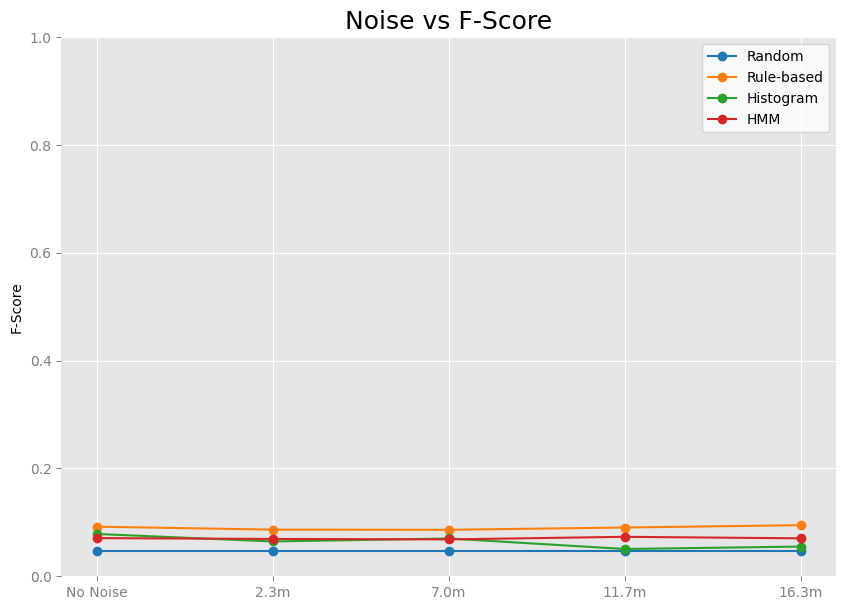 Noise vs F-Score
Random
Rule-based
Histogram
HMM
F-Score
1.0
0.8
0.6
0.4
0.2
0.0
No Noise
2.3m
7.0m
11.7m
16.3m